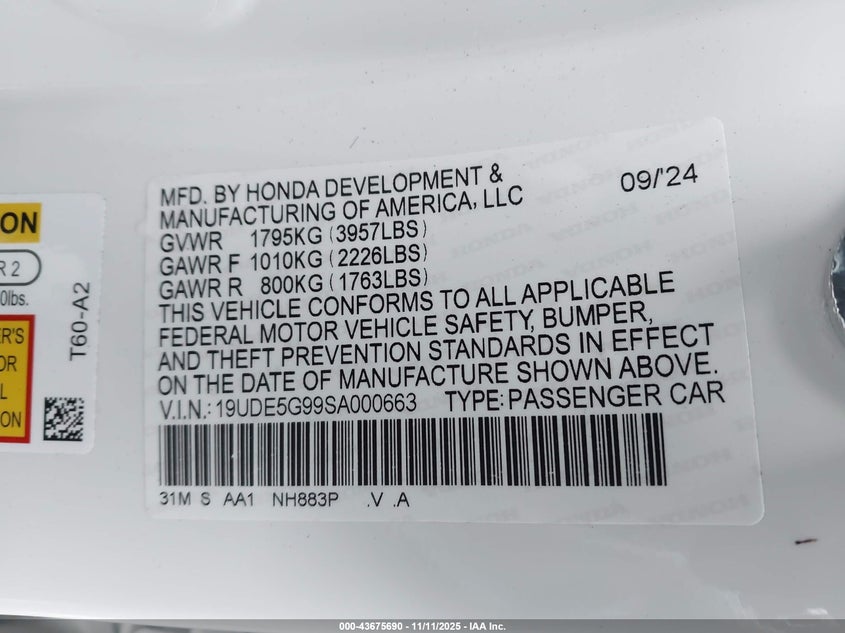 MFD. BY HONDA DEVELOPMENT &
MANUFACTURING OF AMERICA, LLC
09/'24
GVWR 1795KG (3957LBS)
GAWR F 1010KG (2226LBS)
GAWR R 800KG (1763LBS)
THIS VEHICLE CONFORMS TO ALL APPLICABLE
FEDERAL MOTOR VEHICLE SAFETY, BUMPER,
AND THEFT PREVENTION STANDARDS IN EFFECT
ON THE DATE OF MANUFACTURE SHOWN ABOVE.
V.I.N.: 19UDE5G99SA000663 TYPE: PASSENGER CAR
31M S AA1 NH883P .V .A
ON
R 2
0lbs.
ER'S
OR
L
ION
T60-A2
HONDA
000-43675690 - 11/11/2025 - IAA Inc.